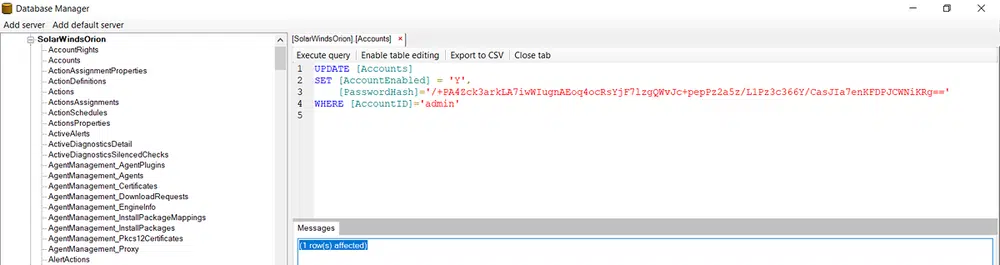 Database Manager
Add server Add default server
SolarWindsOrion
AccountRights
Accounts
ActionAssignmentProperties
ActionDefinitions
Actions
ActionsAssignments
ActionSchedules
ActionsProperties
ActiveAlerts
ActiveDiagnosticsDetail
ActiveDiagnosticsSilencedChecks
AgentManagement_AgentPlugins
AgentManagement_Agents
AgentManagement_Certificates
AgentManagement_DownloadRequests
AgentManagement_EngineInfo
AgentManagement_InstallPackageMappings
AgentManagement_InstallPackages
AgentManagement_Pkcs12Certificates
AgentManagement_Proxy
AlertActions
[SolarWindsOrion] [Accounts] ×
Execute query Enable table editing Export to CSV Close tab
1 UPDATE [Accounts]
2 SET [AccountEnabled] = 'Y',
3 [PasswordHash]='/+PA4Zck3arkLA7iwWIugnAEoq4ocRsYjF7lzgQWvJc+pepPz2a5z/L1Pz3c366Y/CasJIa7enKFDPJCWNiKRg=='
4 WHERE [AccountID]='admin'
5
Messages
(1 row(s) affected)